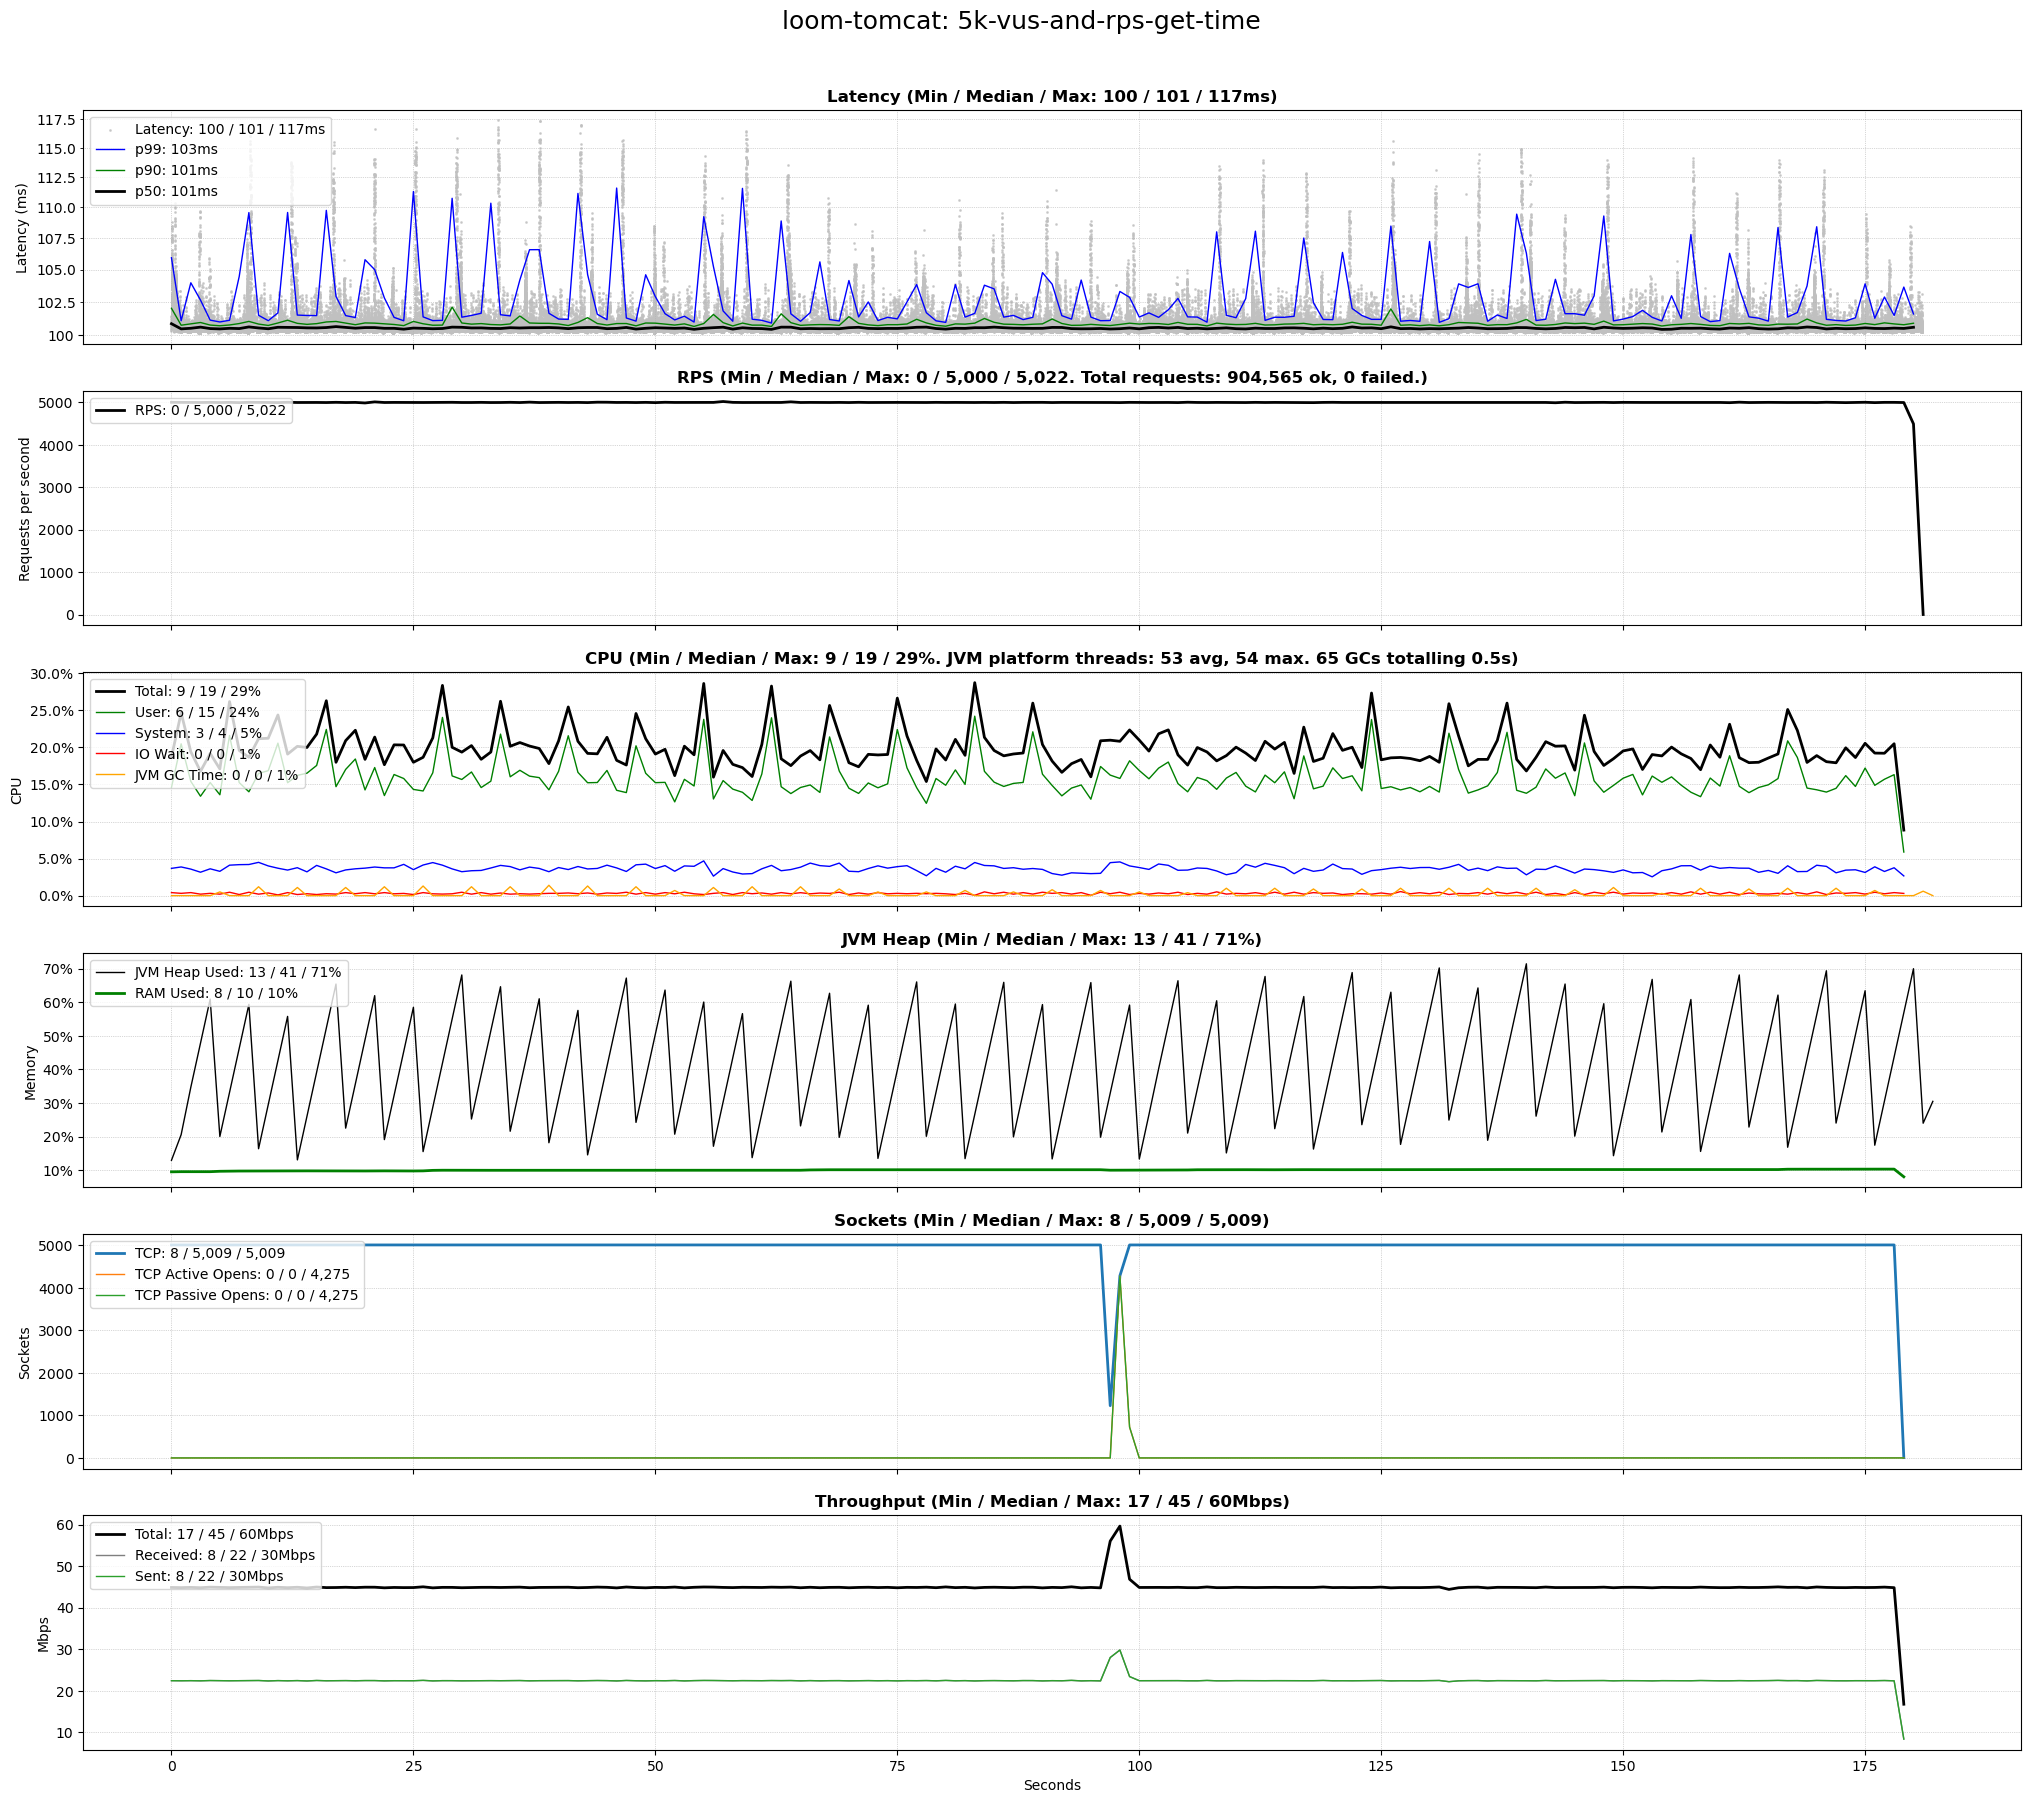 loom-tomcat: 5k-vus-and-rps-get-time
Latency (Min / Median / Max: 100 / 101 / 117ms)
Latency (ms)
117.5
115.0
112.5
110.0
107.5
105.0
102.5
100
Latency: 100 / 101 / 117ms
p99: 103ms
p90: 101ms
p50: 101ms
RPS (Min / Median / Max: 0 / 5,000 / 5,022. Total requests: 904,565 ok, 0 failed.)
Requests per second
5000
4000
3000
2000
1000
0
RPS: 0 / 5,000 / 5,022
CPU (Min / Median / Max: 9 / 19 / 29%. JVM platform threads: 53 avg, 54 max. 65 GCs totalling 0.5s)
CPU
30.0%
25.0%
20.0%
15.0%
10.0%
5.0%
0.0%
Total: 9 / 19 / 29%
User: 6 / 15 / 24%
System: 3 / 4 / 5%
IO Wait: 0 / 0 / 1%
JVM GC Time: 0 / 0 / 1%
JVM Heap (Min / Median / Max: 13 / 41 / 71%)
Memory
70%
60%
50%
40%
30%
20%
10%
JVM Heap Used: 13 / 41 / 71%
RAM Used: 8 / 10 / 10%
Sockets (Min / Median / Max: 8 / 5,009 / 5,009)
Sockets
5000
4000
3000
2000
1000
0
TCP: 8 / 5,009 / 5,009
TCP Active Opens: 0 / 0 / 4,275
TCP Passive Opens: 0 / 0 / 4,275
Throughput (Min / Median / Max: 17 / 45 / 60Mbps)
Mbps
60
50
40
30
20
10
Total: 17 / 45 / 60Mbps
Received: 8 / 22 / 30Mbps
Sent: 8 / 22 / 30Mbps
0
25
50
75
100
125
150
175
Seconds